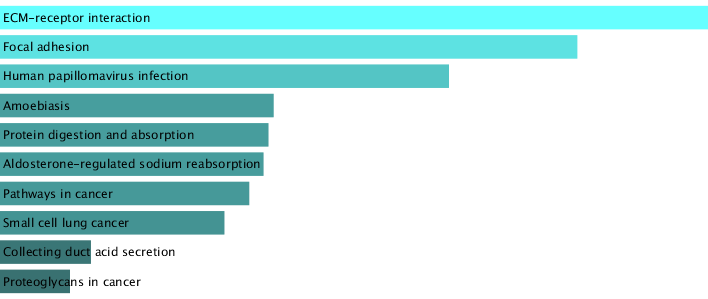 ECM-receptor interaction
Focal adhesion
Human papillomavirus infection
Amoebiasis
Protein digestion and absorption
Aldosterone-regulated sodium reabsorption
Pathways in cancer
Small cell lung cancer
Collecting duct acid secretion
Proteoglycans in cancer